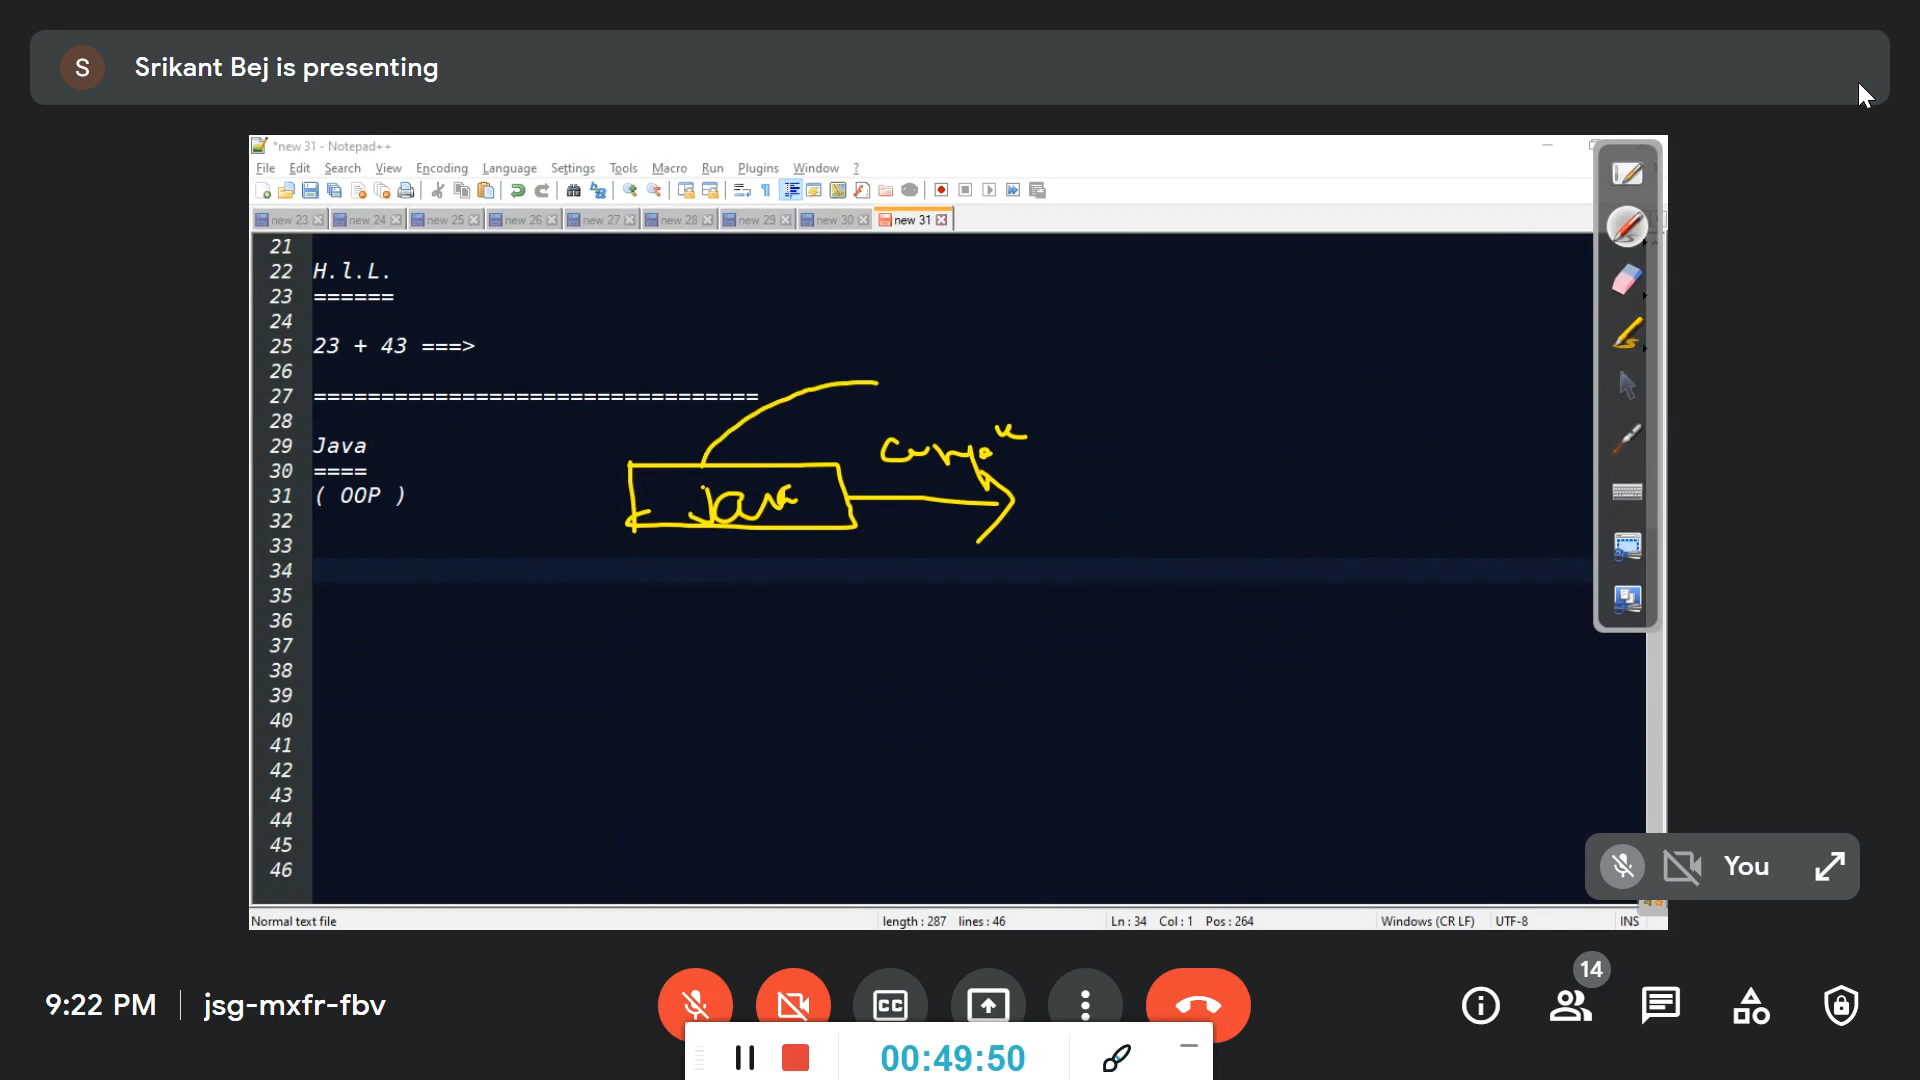 S Srikant Bej is presenting
*new 31 - Notepad++
File Edit Search View Encoding Language Settings Tools Macro Run Plugins Window ?
new 23 new 24 new 25 new 26 new 27 new 28 new 29 new 30 new 31
21
22 H.l.L.
23 ======
24
25 23 + 43 ===>
26
27 =================================
28
29 Java
30 ====
31 ( OOP )
32
33
34
35
36
37
38
39
40
41
42
43
44
45
46
Java
Normal text file length : 287 lines : 46 Ln : 34 Col : 1 Pos : 264 Windows (CR LF) UTF-8 INS
You
9:22 PM jsg-mxfr-fbv
CC
14
00:49:50